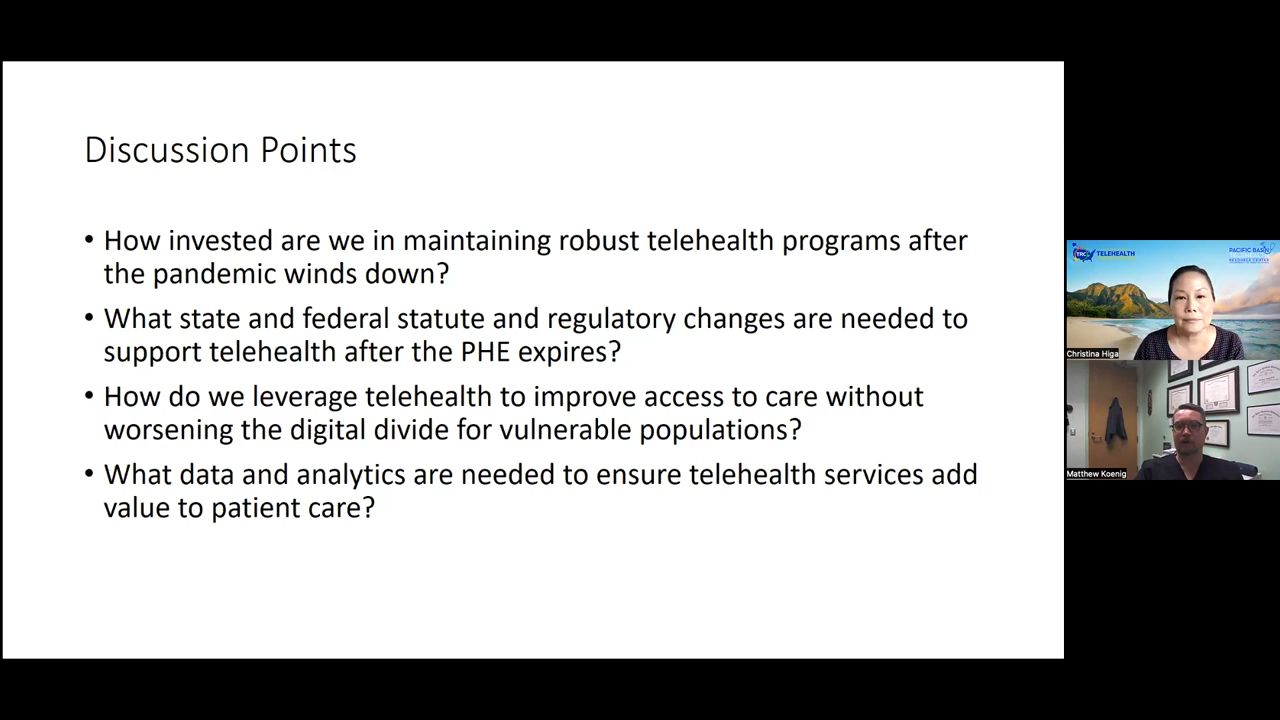 Discussion Points
• How invested are we in maintaining robust telehealth programs after
the pandemic winds down?
• What state and federal statute and regulatory changes are needed to
support telehealth after the PHE expires?
• How do we leverage telehealth to improve access to care without
worsening the digital divide for vulnerable populations?
• What data and analytics are needed to ensure telehealth services add
value to patient care?
TRC
TELEHEALTH
PACIFIC BASIN
RESOURCE CENTER
Christina Higa
Matthew Koenig